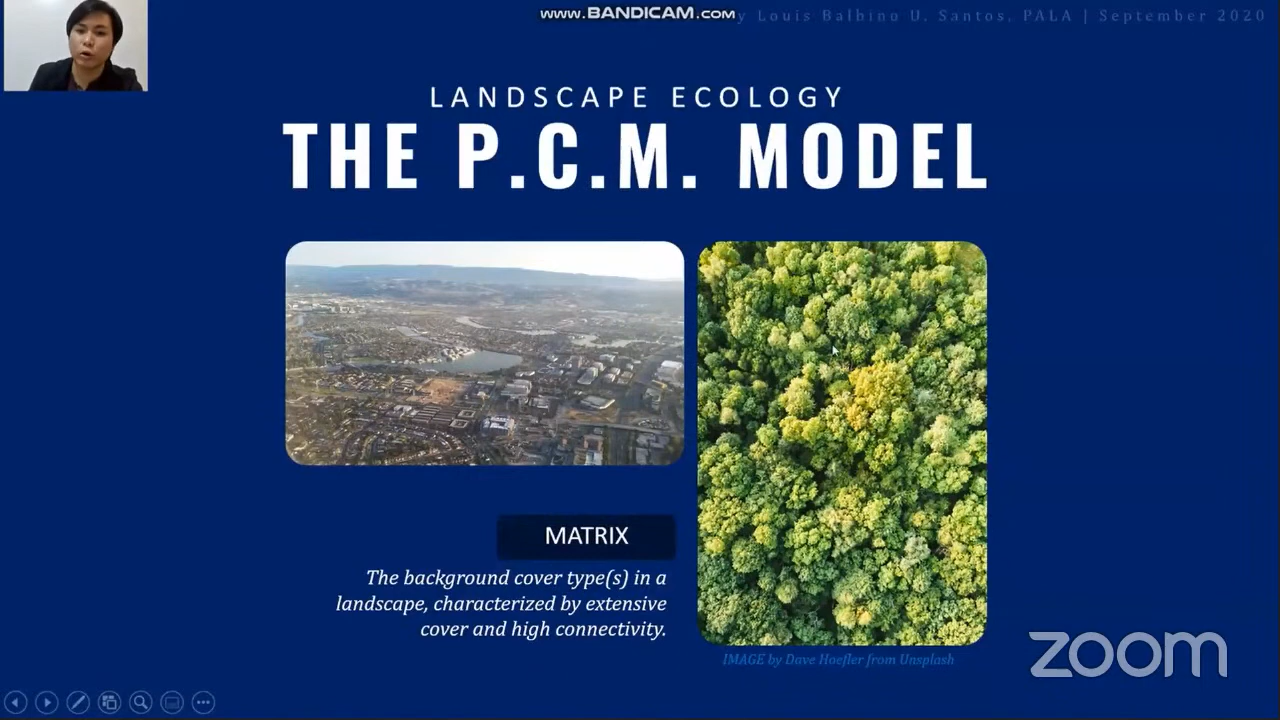 www.BANDICAM.com
y Louis Balbino U. Santos, PALA | September 2020
LANDSCAPE ECOLOGY
THE P.C.M. MODEL
MATRIX
The background cover type(s) in a
landscape, characterized by extensive
cover and high connectivity.
IMAGE by Dave Hoefler from Unsplash
zoom